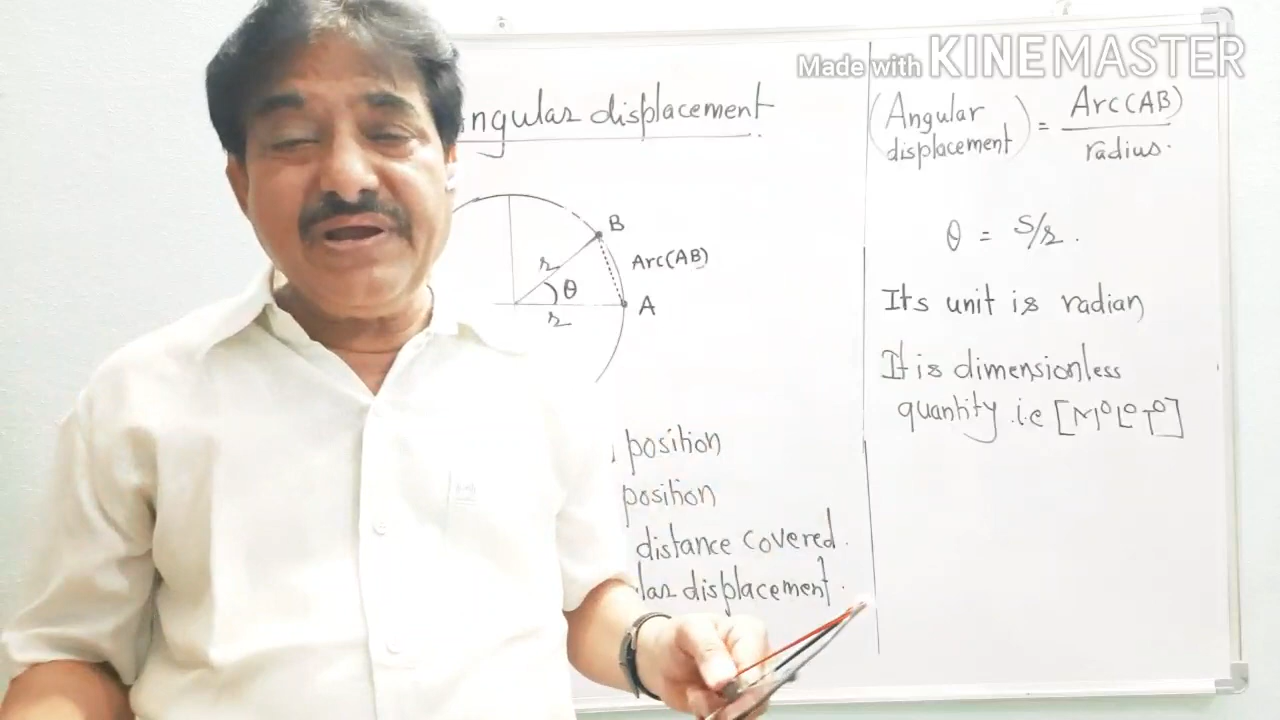 Made with KINEMASTER
ngular displacement
B
r
Arc(AB)
θ
A
r
position
position
distance covered.
lar displacement.
(Angular displacement) = Arc(AB) / radius.
θ = S/r.
Its unit is radian
It is dimensionless
quantity i.e [M⁰L⁰T⁰]